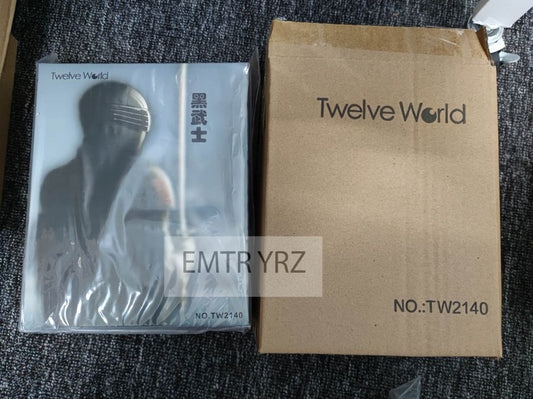 Twelve World
黑武士
NO.TW2140
Twelve World
NO.:TW2140
EMTR YRZ